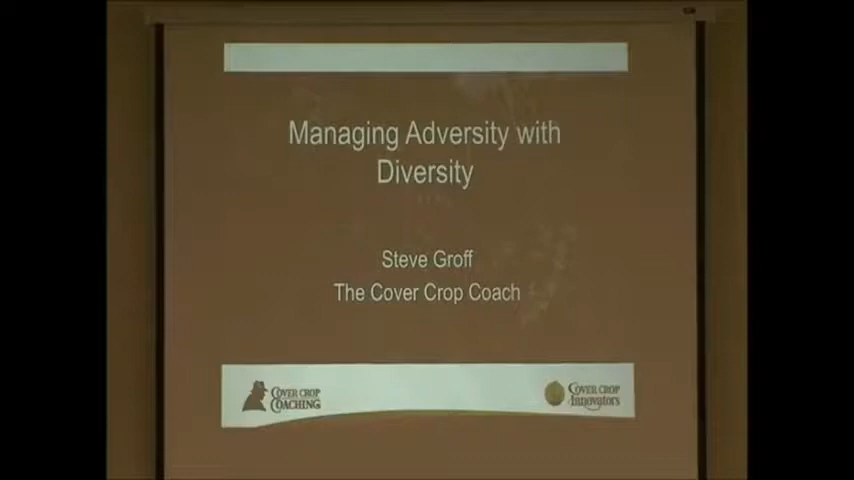 Managing Adversity with
Diversity
Steve Groff
The Cover Crop Coach
COVER CROP
COACHING
COVER CROP
Innovators